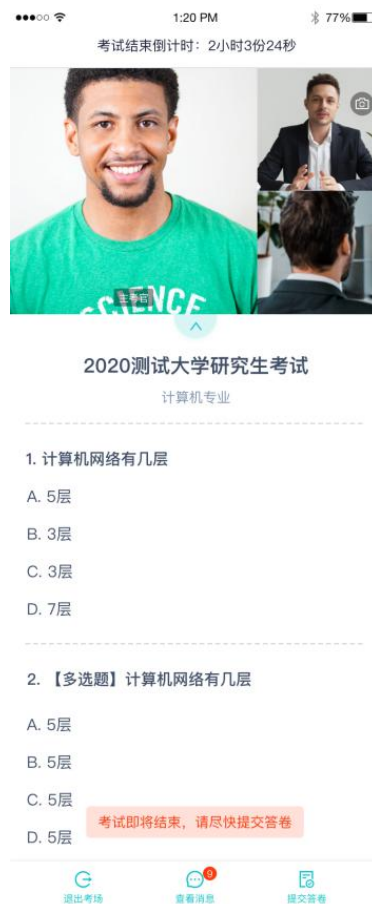 1:20 PM
77%
考试结束倒计时：2小时3份24秒
SCIENCE
主考官
2020测试大学研究生考试
计算机专业
1. 计算机网络有几层
A. 5层
B. 3层
C. 3层
D. 7层
2. 【多选题】计算机网络有几层
A. 5层
B. 5层
C. 5层
考试即将结束，请尽快提交答卷
D. 5层
9
退出考场
查看消息
提交答卷